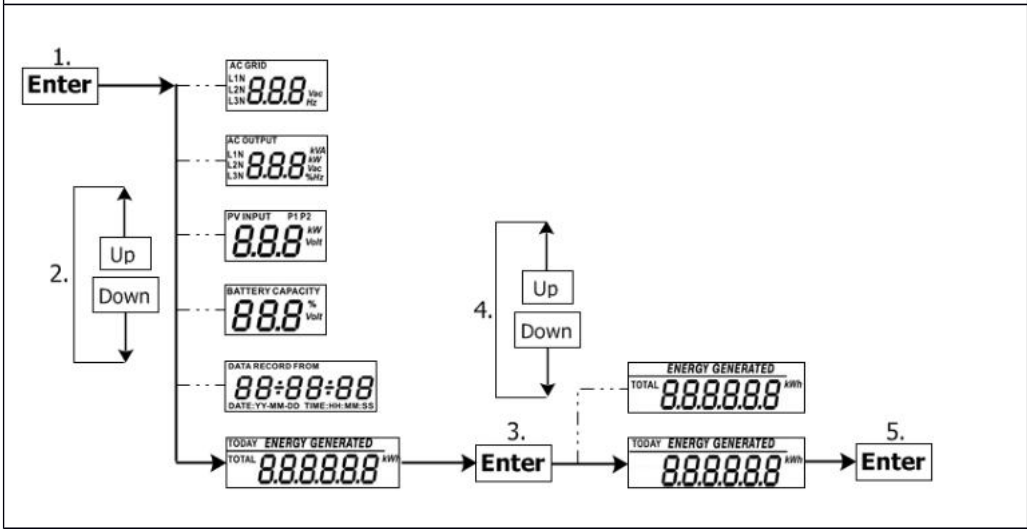 1.
Enter
AC GRID
L1N
L2N
L3N
8.8.8
Vac
Hz
AC OUTPUT
L1N
L2N
L3N
8.8.8
kVA
kW
Vac
%Hz
PV INPUT P1 P2
8.8.8
kW
Volt
2.
Up
Down
BATTERY CAPACITY
88.8
%
Volt
DATA RECORD FROM
88:88:88
DATE:YY-MM-DD TIME:HH:MM:SS
TODAY ENERGY GENERATED
TOTAL 8.8.8.8.8.8 kWh
3.
Enter
4.
Up
Down
ENERGY GENERATED
TOTAL 8.8.8.8.8.8 kWh
TODAY ENERGY GENERATED
8.8.8.8.8.8 kWh
5.
Enter